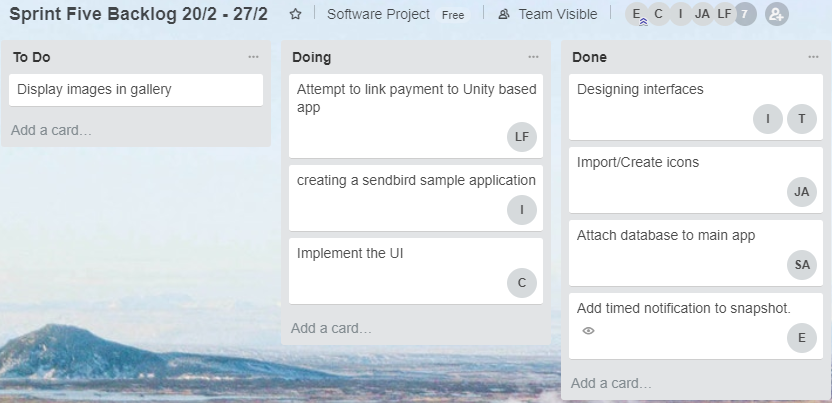 Sprint Five Backlog 20/2 - 27/2
Software Project Free
Team Visible
E C I JA LF 7
To Do ...
Display images in gallery
Add a card...
Doing ...
Attempt to link payment to Unity based
app
LF
creating a sendbird sample application
I
Implement the UI
C
Add a card...
Done ...
Designing interfaces
I T
Import/Create icons
JA
Attach database to main app
SA
Add timed notification to snapshot.
E
Add a card...